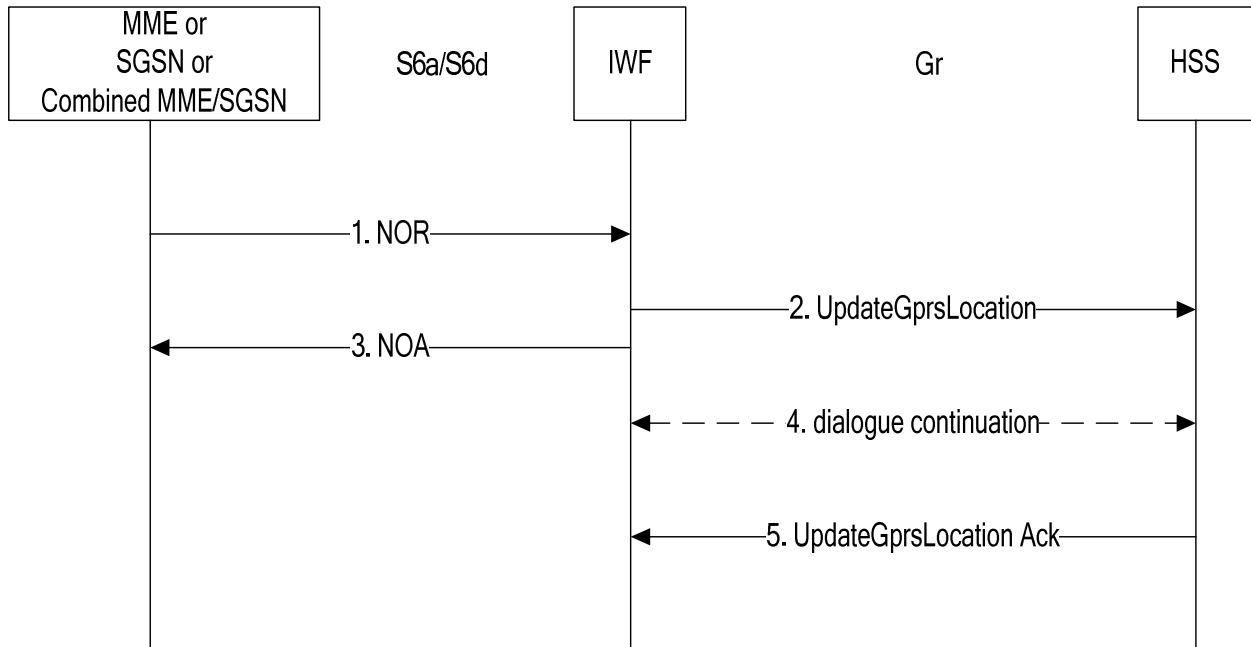 MME or
SGSN or
Combined MME/SGSN
S6a/S6d
IWF
Gr
HSS
1. NOR
2. UpdateGprsLocation
3. NOA
4. dialogue continuation
5. UpdateGprsLocation Ack